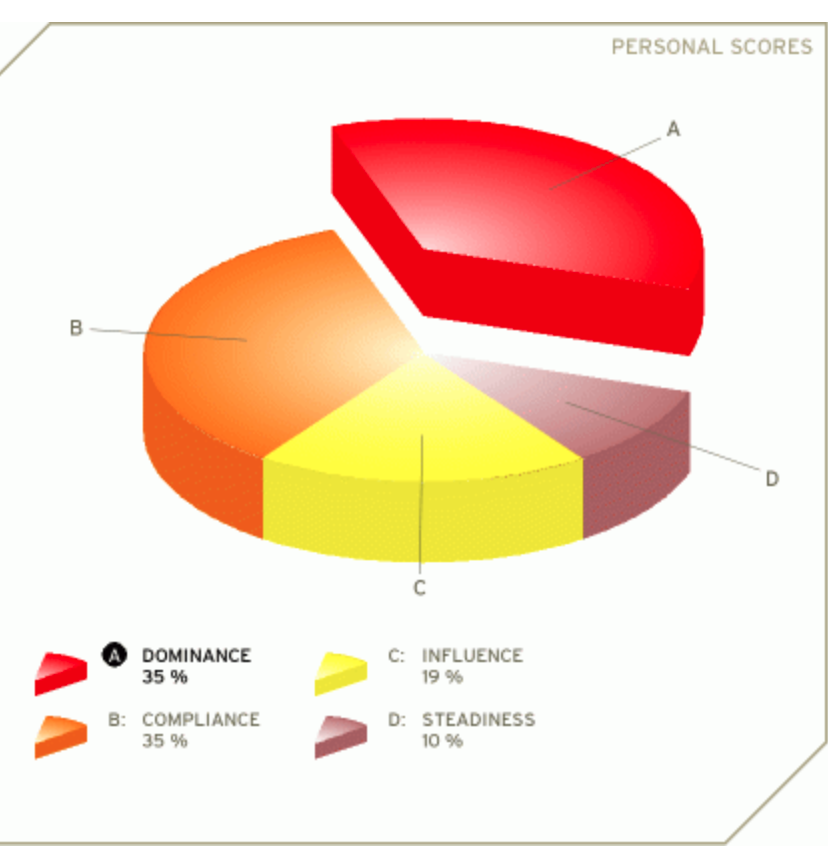 PERSONAL SCORES
A
B
D
C
A DOMINANCE
35 %
C: INFLUENCE
19 %
B: COMPLIANCE
35 %
D: STEADINESS
10 %